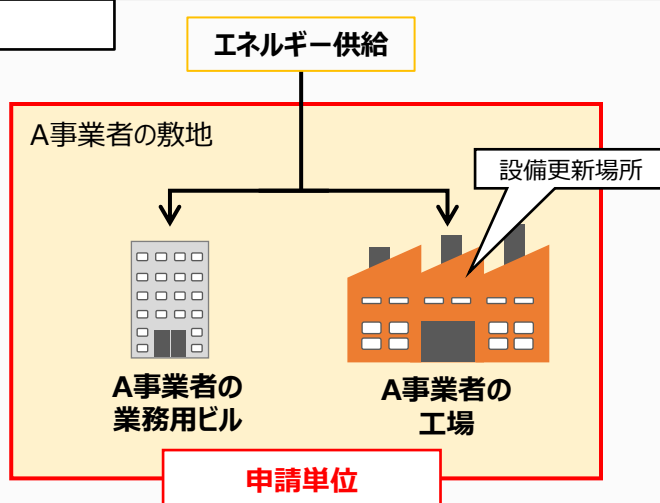 エネルギー供給
A事業者の敷地
設備更新場所
A事業者の
業務用ビル
A事業者の
工場
申請単位